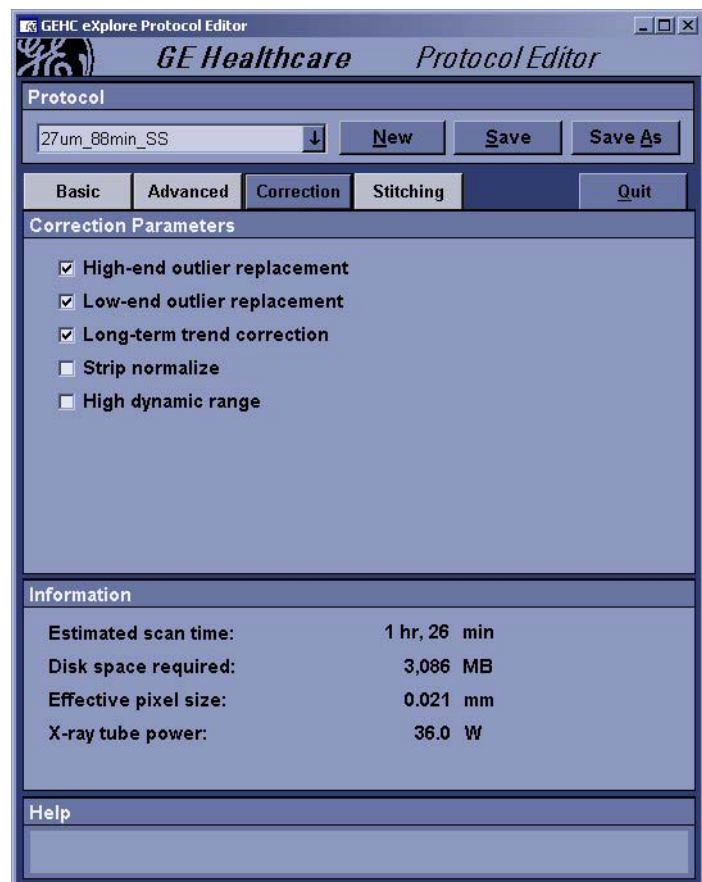 GEHC eXplore Protocol Editor
GE Healthcare Protocol Editor
Protocol
27um_88min_SS New Save Save As
Basic Advanced Correction Stitching Quit
Correction Parameters
High-end outlier replacement
Low-end outlier replacement
Long-term trend correction
Strip normalize
High dynamic range
Information
Estimated scan time: 1 hr, 26 min
Disk space required: 3,086 MB
Effective pixel size: 0.021 mm
X-ray tube power: 36.0 W
Help